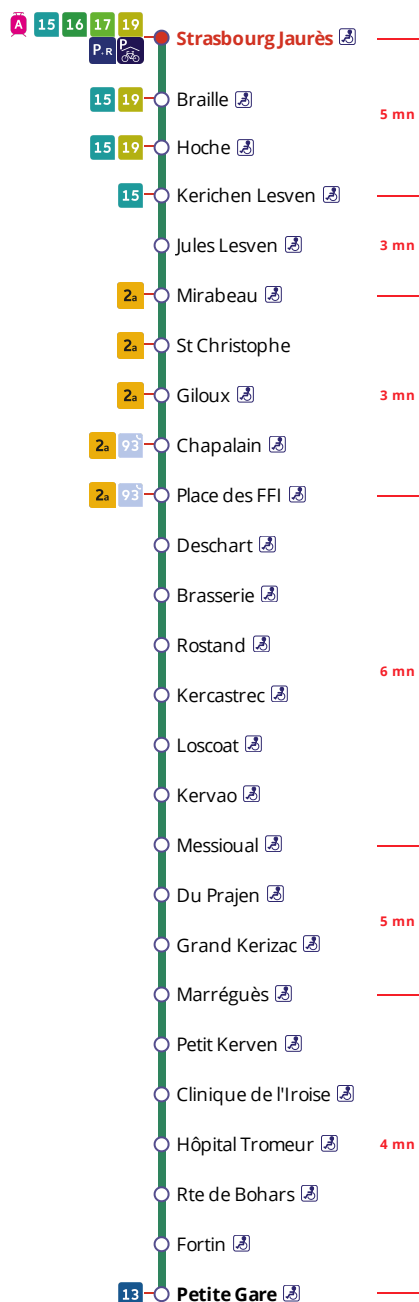 A 15 16 17 19 Strasbourg Jaurès
P+R P
15 19 Braille
5 mn
15 19 Hoche
15 Kerichen Lesven
Jules Lesven 3 mn
2a Mirabeau
2a St Christophe
2a Giloux 3 mn
2a 93 Chapalain
2a 93 Place des FFI
Deschart
Brasserie
Rostand
6 mn
Kercastrec
Loscoat
Kervao
Messioual
Du Prajen
5 mn
Grand Kerizac
Marréguès
Petit Kerven
Clinique de l'Iroise
Hôpital Tromeur 4 mn
Rte de Bohars
Fortin
13 Petite Gare